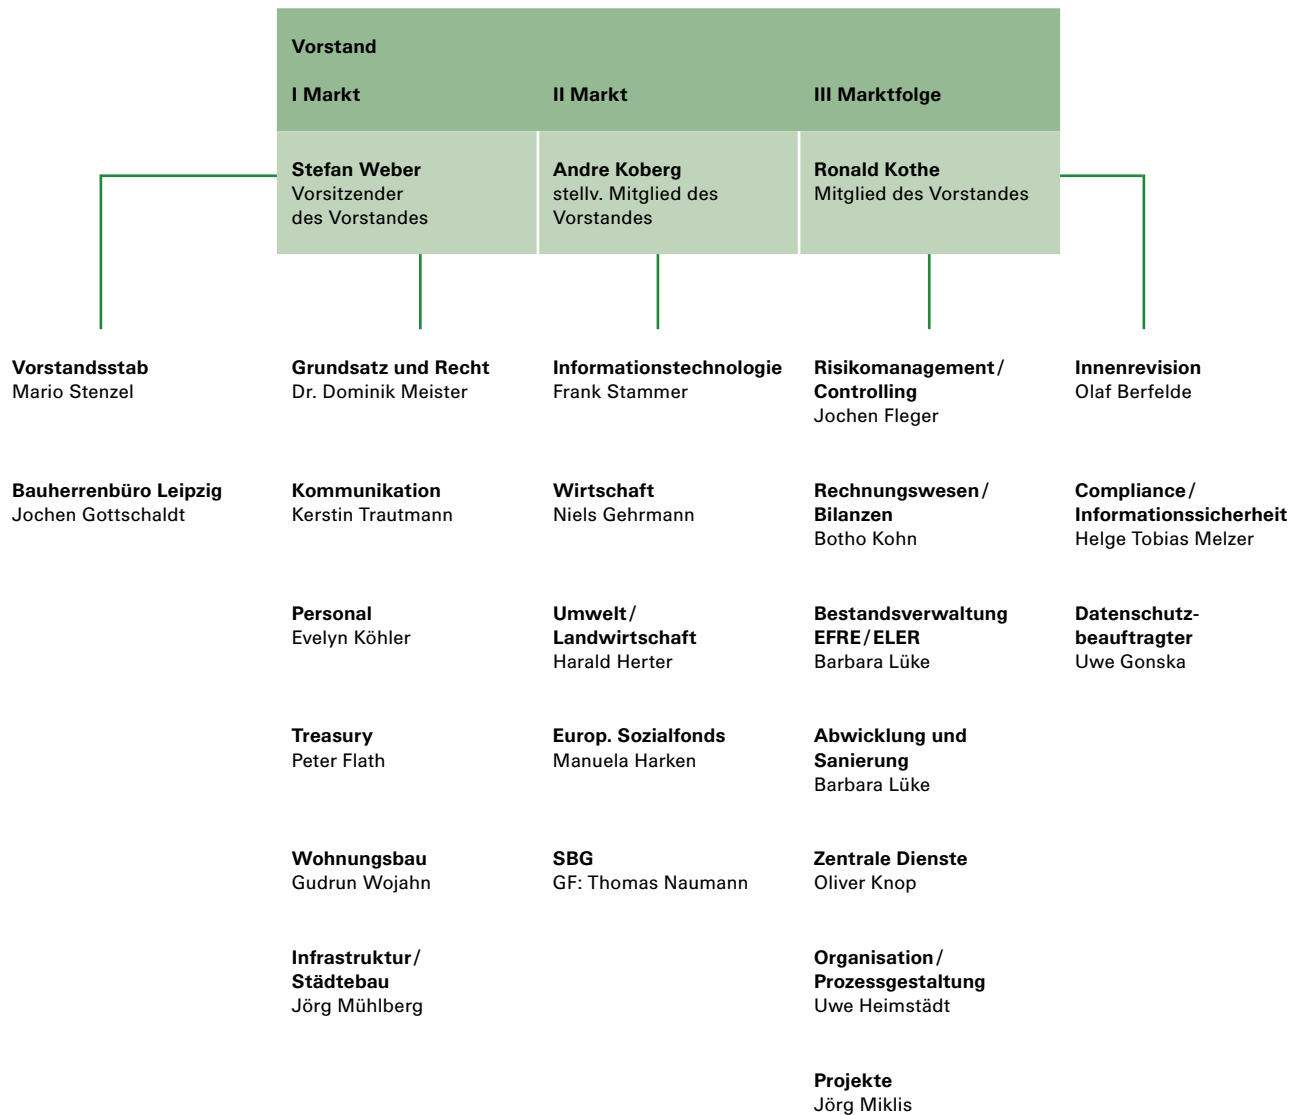 Vorstand
I Markt
II Markt
III Marktfolge
Stefan Weber
Vorsitzender
des Vorstandes
Andre Koberg
stellv. Mitglied des
Vorstandes
Ronald Kothe
Mitglied des Vorstandes
Vorstandsstab
Mario Stenzel
Bauherrenbüro Leipzig
Jochen Gottschaldt
Grundsatz und Recht
Dr. Dominik Meister
Kommunikation
Kerstin Trautmann
Personal
Evelyn Köhler
Treasury
Peter Flath
Wohnungsbau
Gudrun Wojahn
Infrastruktur/
Städtebau
Jörg Mühlberg
Informationstechnologie
Frank Stammer
Wirtschaft
Niels Gehrmann
Umwelt/
Landwirtschaft
Harald Herter
Europ. Sozialfonds
Manuela Harken
SBG
GF: Thomas Naumann
Risikomanagement/
Controlling
Jochen Fleger
Rechnungswesen/
Bilanzen
Botho Kohn
Bestandsverwaltung
EFRE/ELER
Barbara Lüke
Abwicklung und
Sanierung
Barbara Lüke
Zentrale Dienste
Oliver Knop
Organisation/
Prozessgestaltung
Uwe Heimstädt
Projekte
Jörg Miklis
Innenrevision
Olaf Berfelde
Compliance/
Informationssicherheit
Helge Tobias Melzer
Datenschutz-
beauftragter
Uwe Gonska